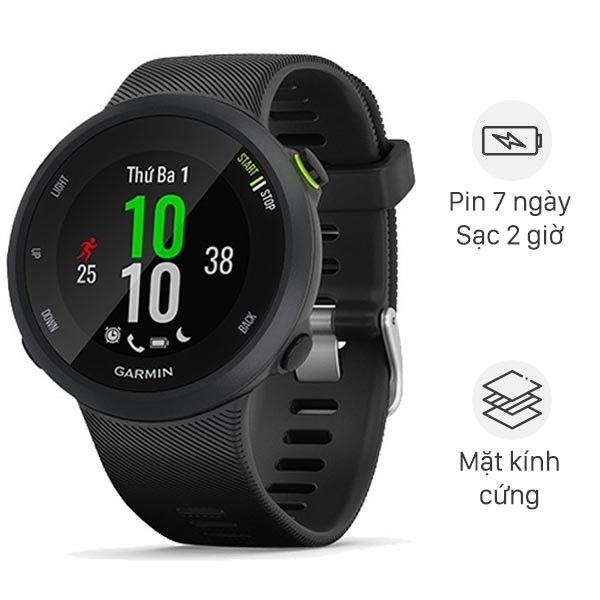 Thứ Ba 1
LIGHT
START
STOP
UP
25
10
10
38
DOWN
BACK
GARMIN
Pin 7 ngày
Sạc 2 giờ
Mặt kính
cứng